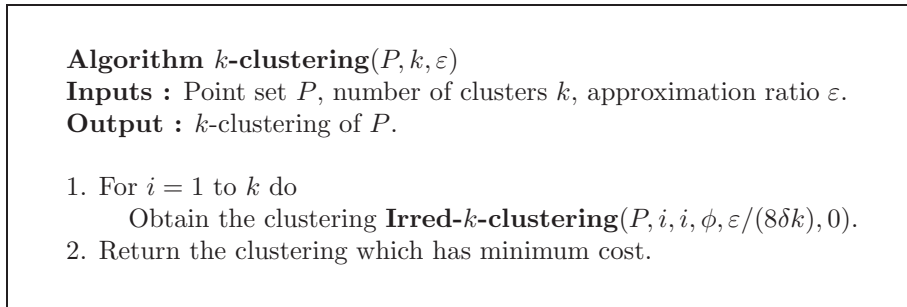 Algorithm k-clustering(P, k, ε)
Inputs : Point set P, number of clusters k, approximation ratio ε.
Output : k-clustering of P.
1. For i = 1 to k do
Obtain the clustering Irred-k-clustering(P, i, i, ϕ, ε/(8δk), 0).
2. Return the clustering which has minimum cost.